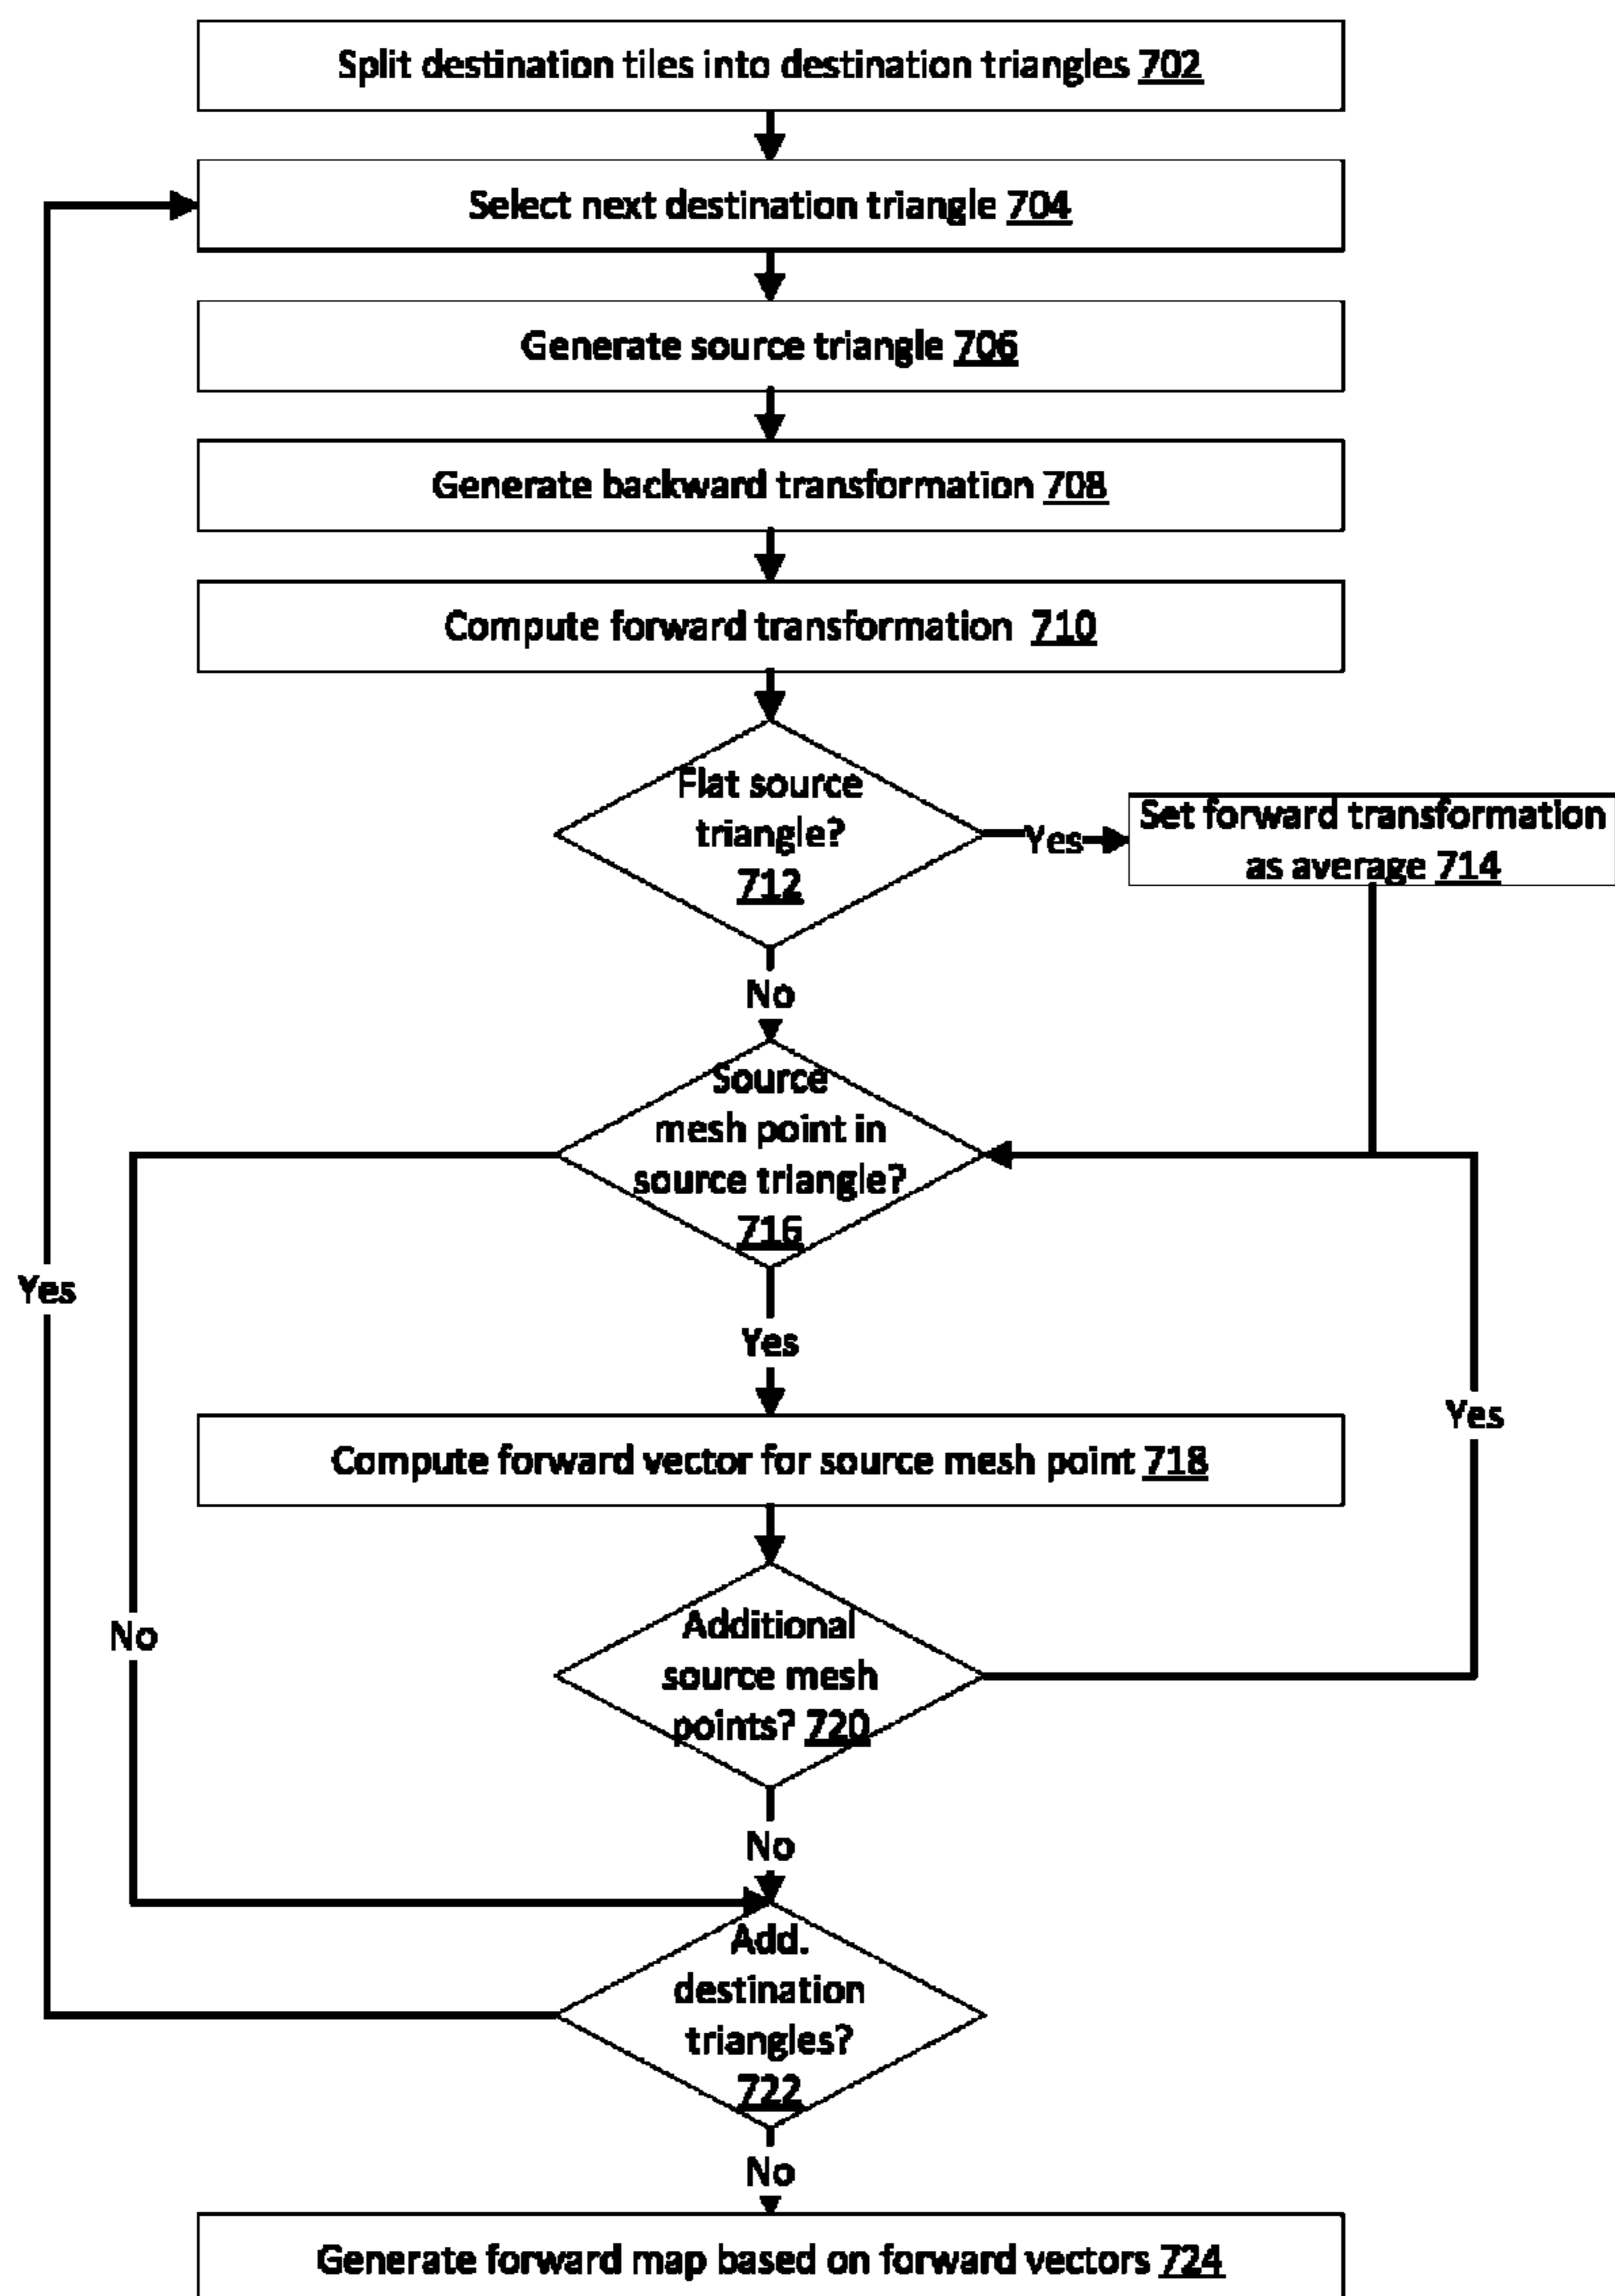 Split destination tiles into destination triangles 702
Select next destination triangle 704
Generate source triangle 706
Generate backward transformation 708
Compute forward transformation 710
Flat source
triangle?
712
Yes
Set forward transformation
as average 714
No
Source
mesh point in
source triangle?
716
Yes
Yes
Compute forward vector for source mesh point 718
Yes
No
Additional
source mesh
points? 720
No
Add.
destination
triangles?
722
No
Generate forward map based on forward vectors 724